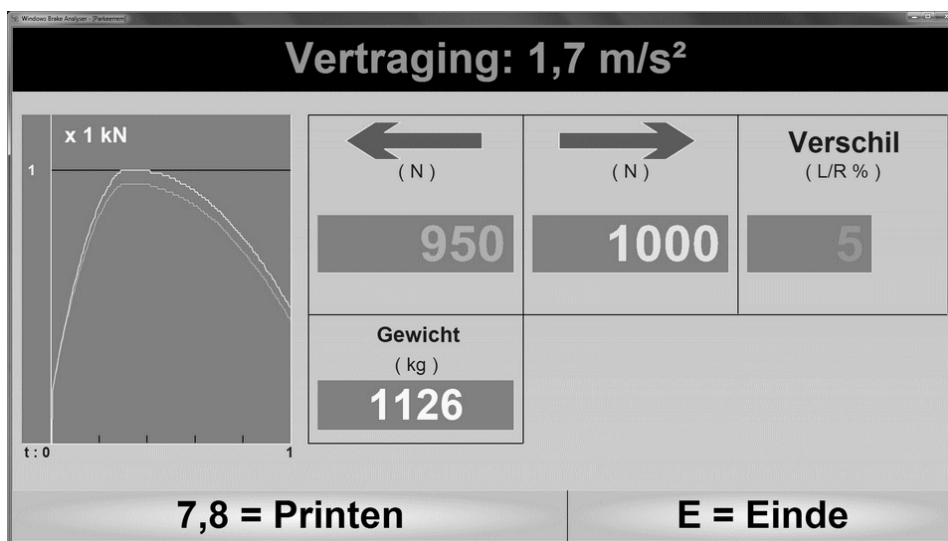 Windows Brake Analyser - [Parkeerrem]
Vertraging: 1,7 m/s²
x 1 kN
1
( N )
( N )
Verschil
( L/R % )
950
1000
5
Gewicht
( kg )
1126
t : 0
1
7,8 = Printen
E = Einde